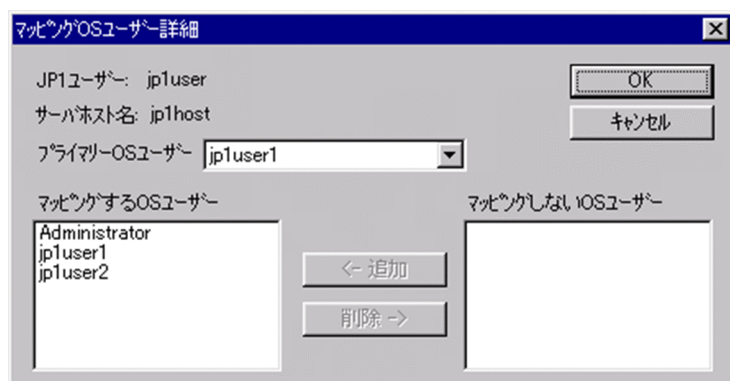 マッピングOSユーザー詳細
JP1ユーザー: jp1user
OK
サーバホスト名: jp1host
キャンセル
プライマリーOSユーザー jp1user1
マッピングするOSユーザー
マッピングしないOSユーザー
Administrator
jp1user1
jp1user2
<- 追加
削除 ->